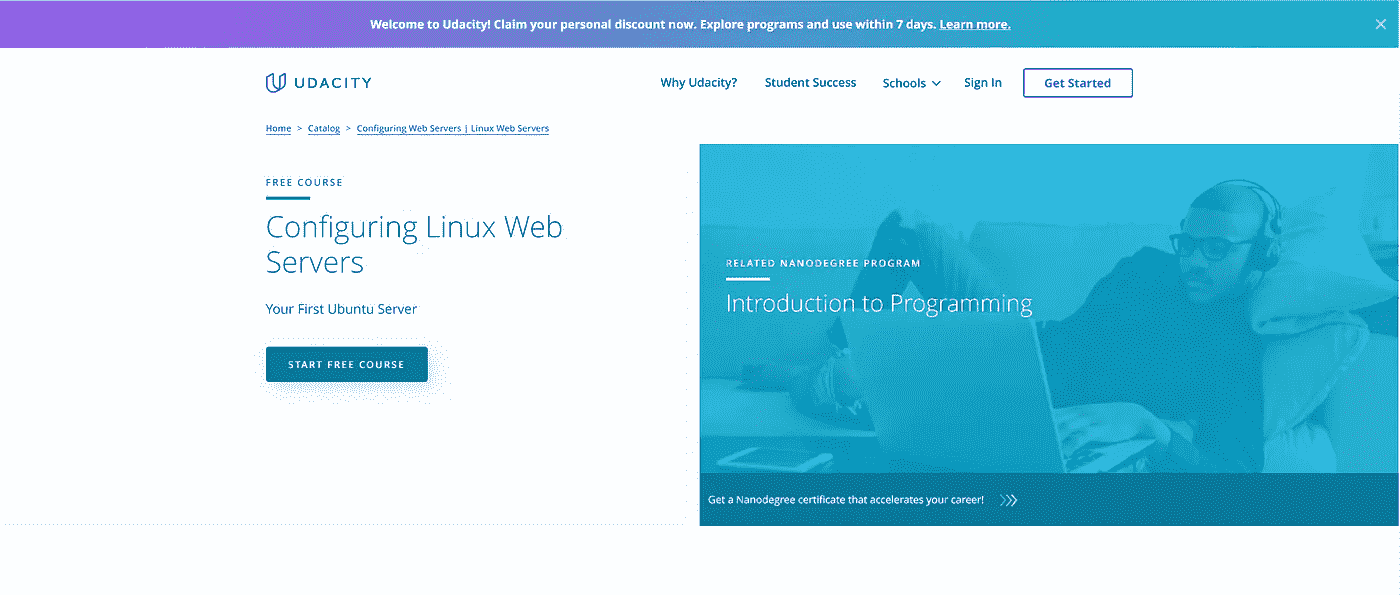 Welcome to Udacity! Claim your personal discount now. Explore programs and use within 7 days. Learn more.
UDACITY
Why Udacity?
Student Success
Schools
Sign In
Get Started
Home > Catalog > Configuring Web Servers | Linux Web Servers
FREE COURSE
Configuring Linux Web
Servers
Your First Ubuntu Server
START FREE COURSE
RELATED NANODEGREE PROGRAM
Introduction to Programming
Get a Nanodegree certificate that accelerates your career!